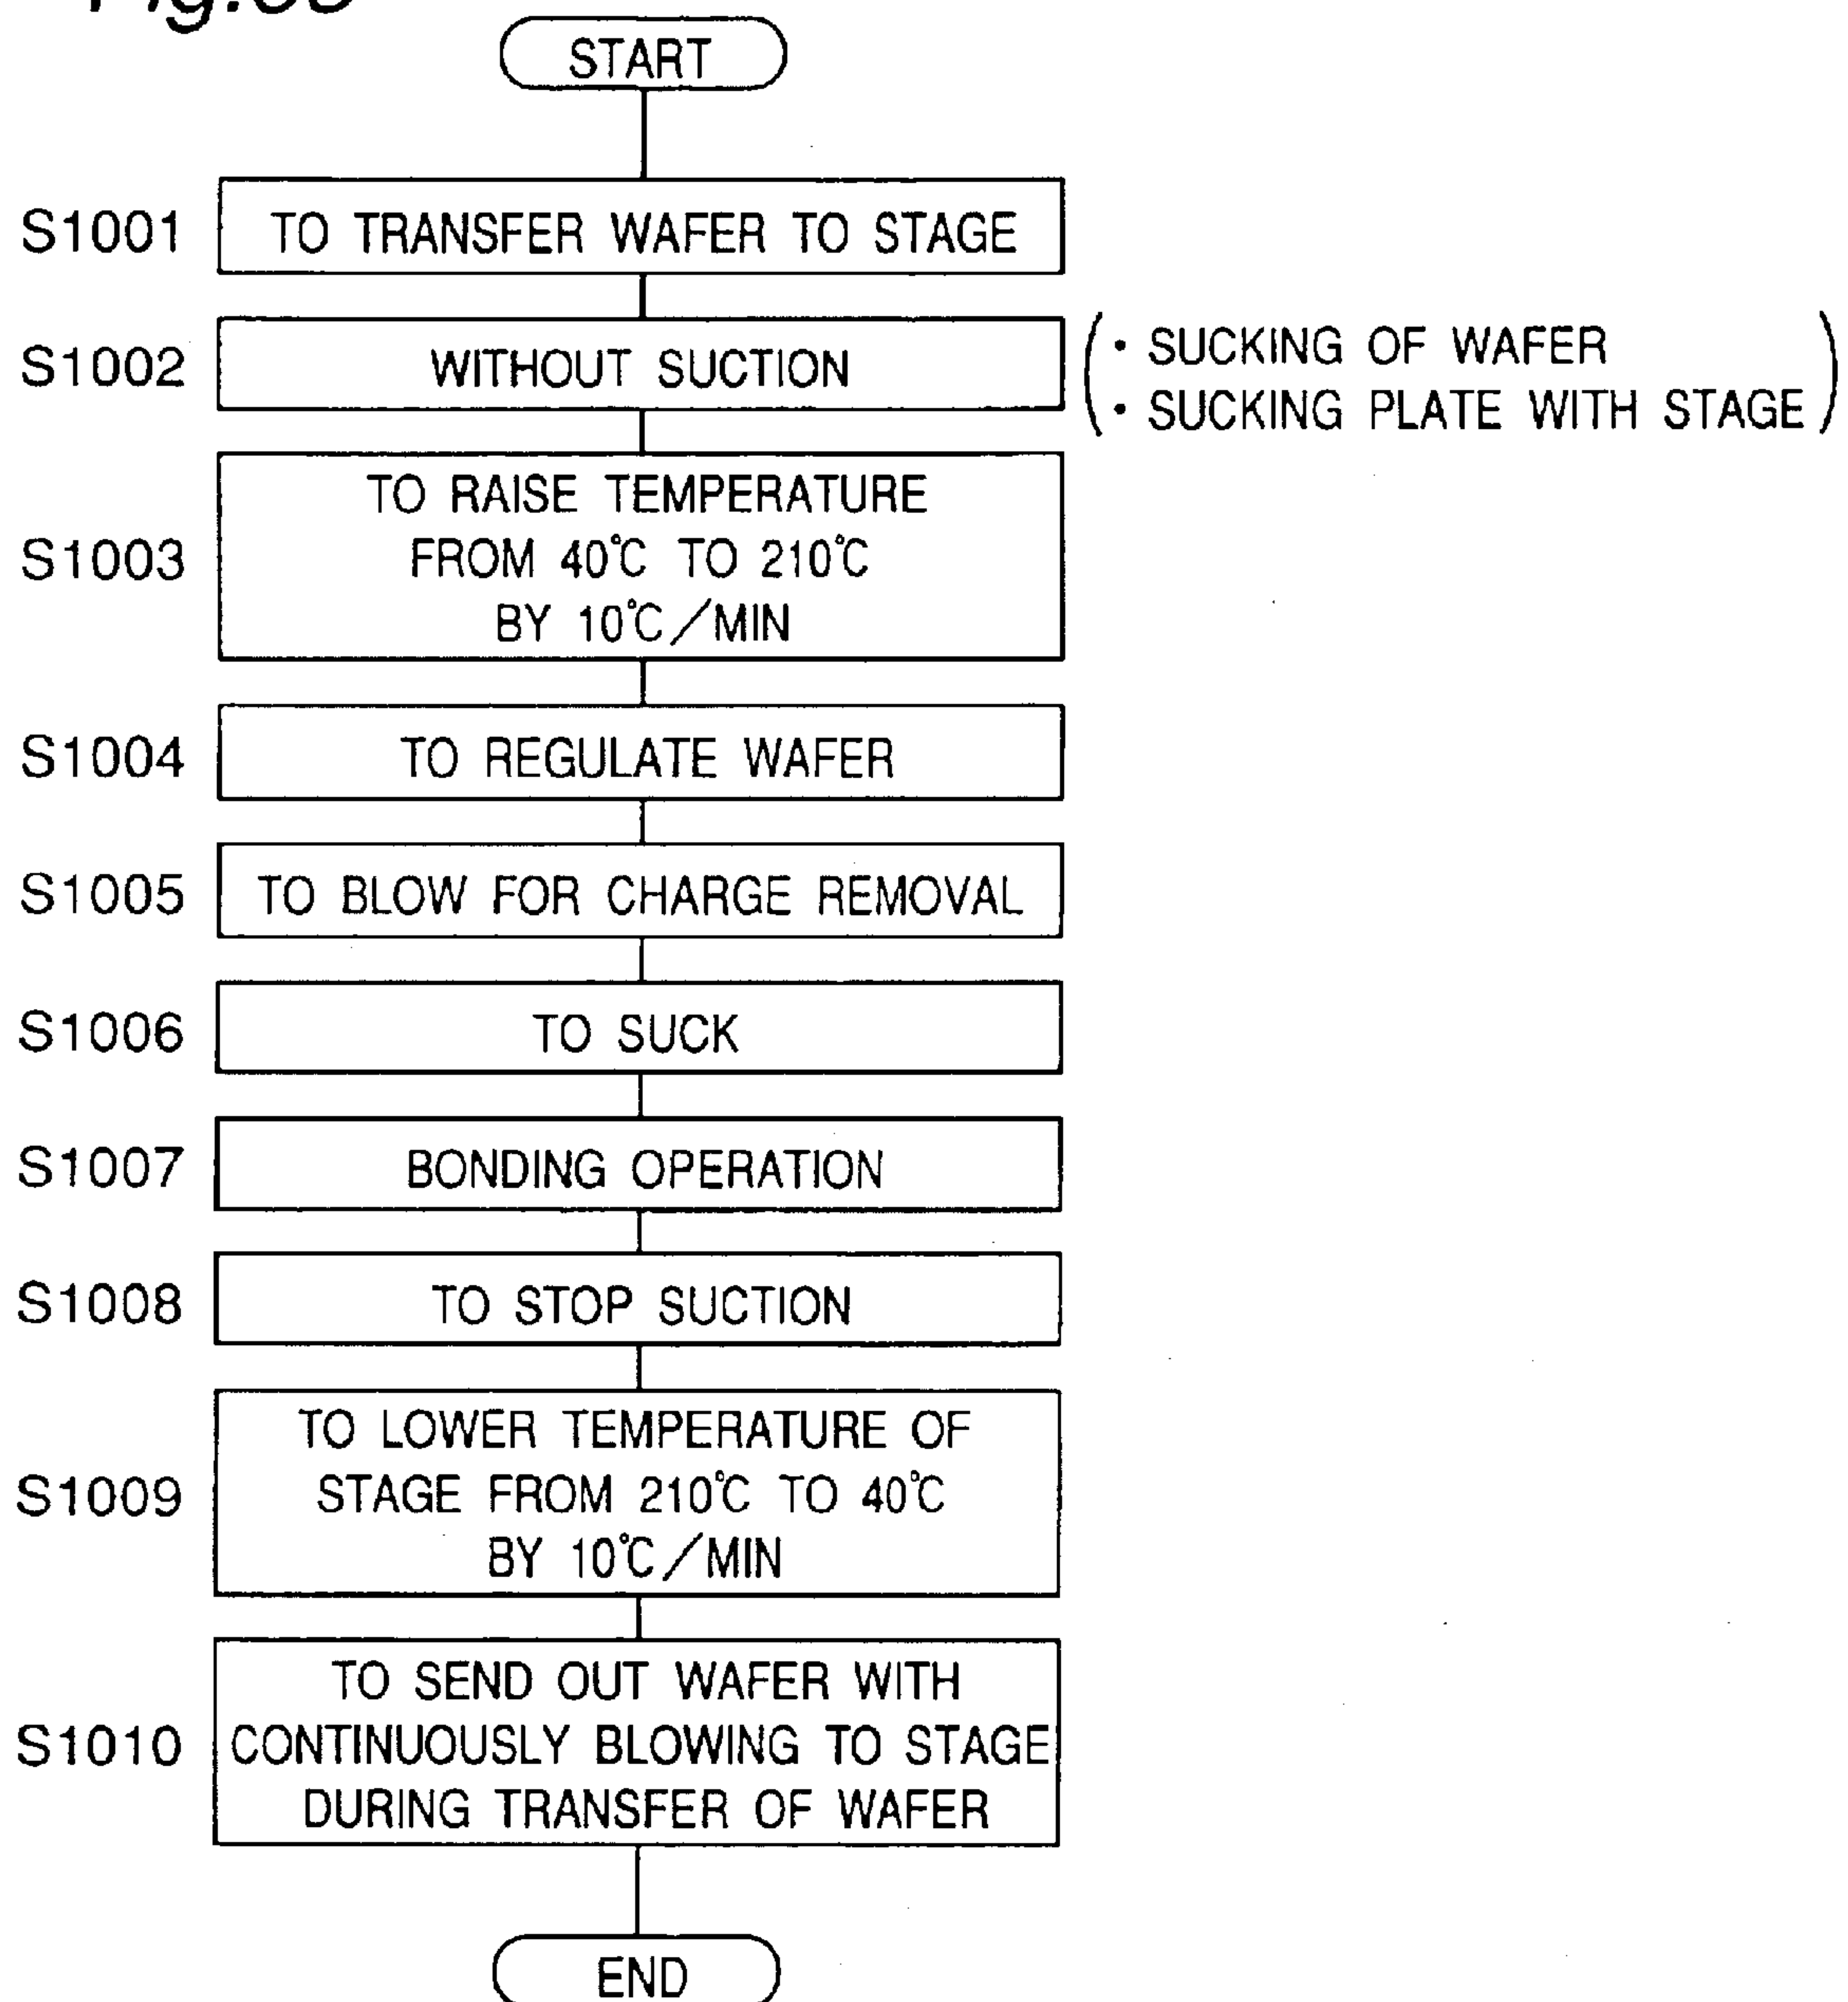 START
S1001 TO TRANSFER WAFER TO STAGE
S1002 WITHOUT SUCTION
• SUCKING OF WAFER
• SUCKING PLATE WITH STAGE
S1003
TO RAISE TEMPERATURE
FROM 40°C TO 210°C
BY 10°C/MIN
S1004 TO REGULATE WAFER
S1005 TO BLOW FOR CHARGE REMOVAL
S1006 TO SUCK
S1007 BONDING OPERATION
S1008 TO STOP SUCTION
S1009
TO LOWER TEMPERATURE OF
STAGE FROM 210°C TO 40°C
BY 10°C/MIN
S1010
TO SEND OUT WAFER WITH
CONTINUOUSLY BLOWING TO STAGE
DURING TRANSFER OF WAFER
END